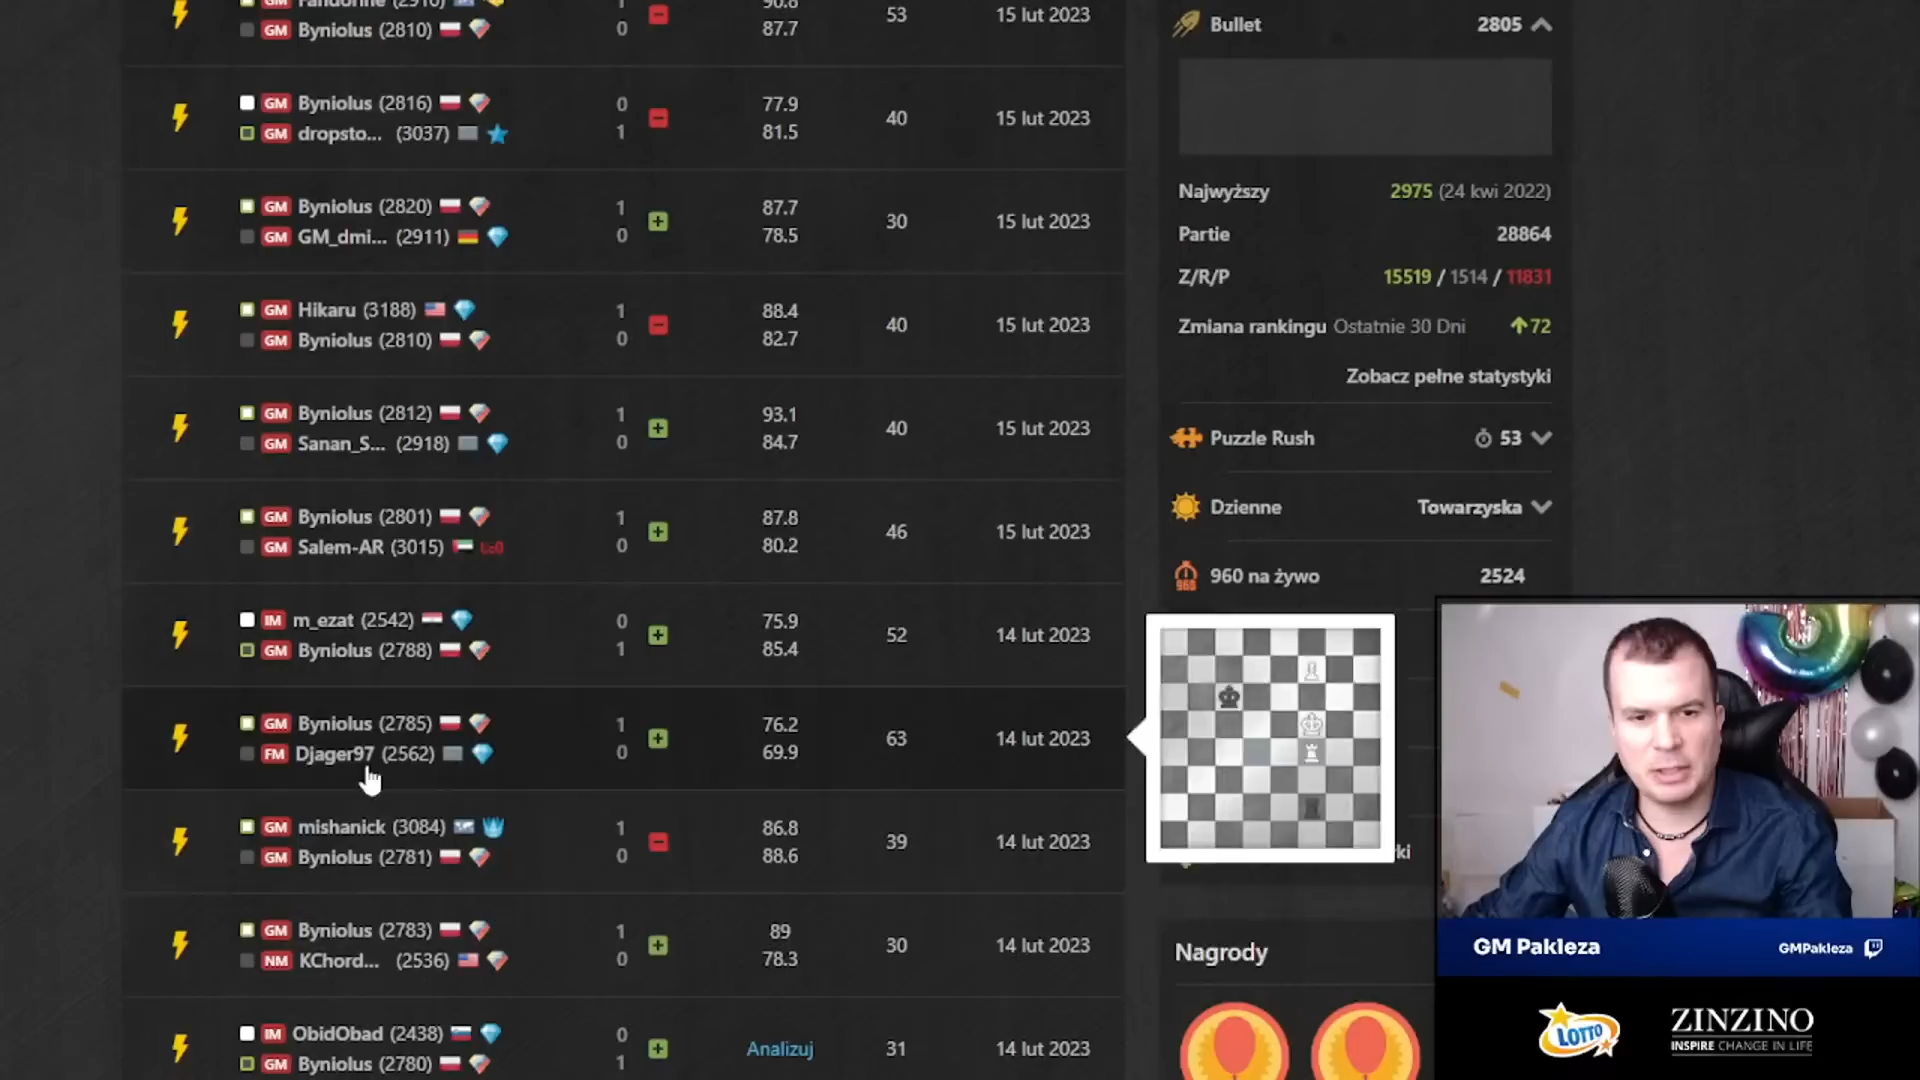 GM Fandorine (2910) 1 90.8
GM Byniolus (2810) 0 87.7
53 15 lut 2023
GM Byniolus (2816) 0 77.9
GM dropsto... (3037) 1 81.5
40 15 lut 2023
GM Byniolus (2820) 1 87.7
GM GM_dmi... (2911) 0 78.5
30 15 lut 2023
GM Hikaru (3188) 1 88.4
GM Byniolus (2810) 0 82.7
40 15 lut 2023
GM Byniolus (2812) 1 93.1
GM Sanan_S... (2918) 0 84.7
40 15 lut 2023
GM Byniolus (2801) 1 87.8
GM Salem-AR (3015) 0 80.2
46 15 lut 2023
IM m_ezat (2542) 0 75.9
GM Byniolus (2788) 1 85.4
52 14 lut 2023
GM Byniolus (2785) 1 76.2
FM Djager97 (2562) 0 69.9
63 14 lut 2023
GM mishanick (3084) 1 86.8
GM Byniolus (2781) 0 88.6
39 14 lut 2023
GM Byniolus (2783) 1 89
NM KChord... (2536) 0 78.3
30 14 lut 2023
IM ObidObad (2438) 0
GM Byniolus (2780) 1
Analizuj 31 14 lut 2023
Bullet 2805
Najwyższy 2975 (24 kwi 2022)
Partie 28864
Z/R/P 15519 / 1514 / 11831
Zmiana rankingu Ostatnie 30 Dni 72
Zobacz pełne statystyki
Puzzle Rush 53
Dzienne Towarzyska
960 960 na żywo 2524
Nagrody
GM Pakleza GMPakleza
LOTTO
ZINZINO
INSPIRE CHANGE IN LIFE